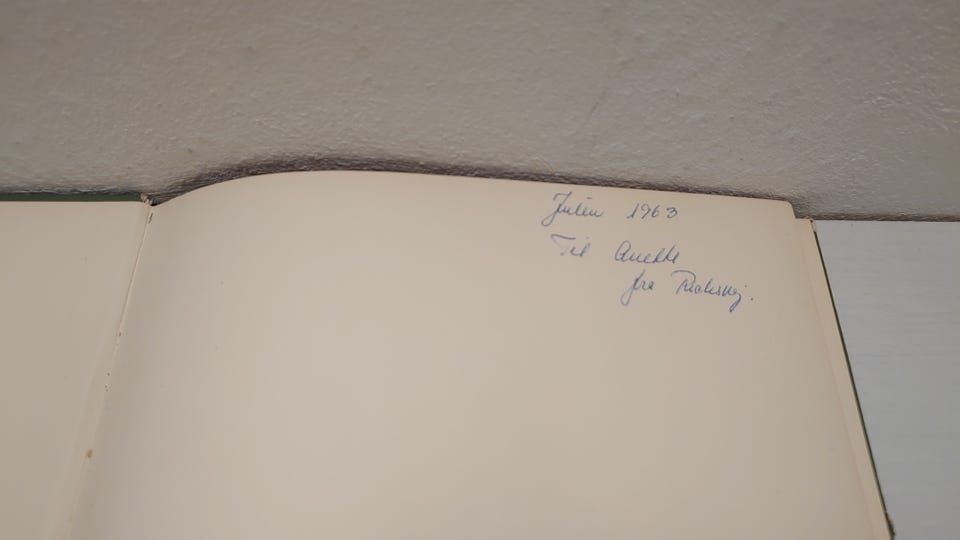 Julen 1963
Til Anette
fra